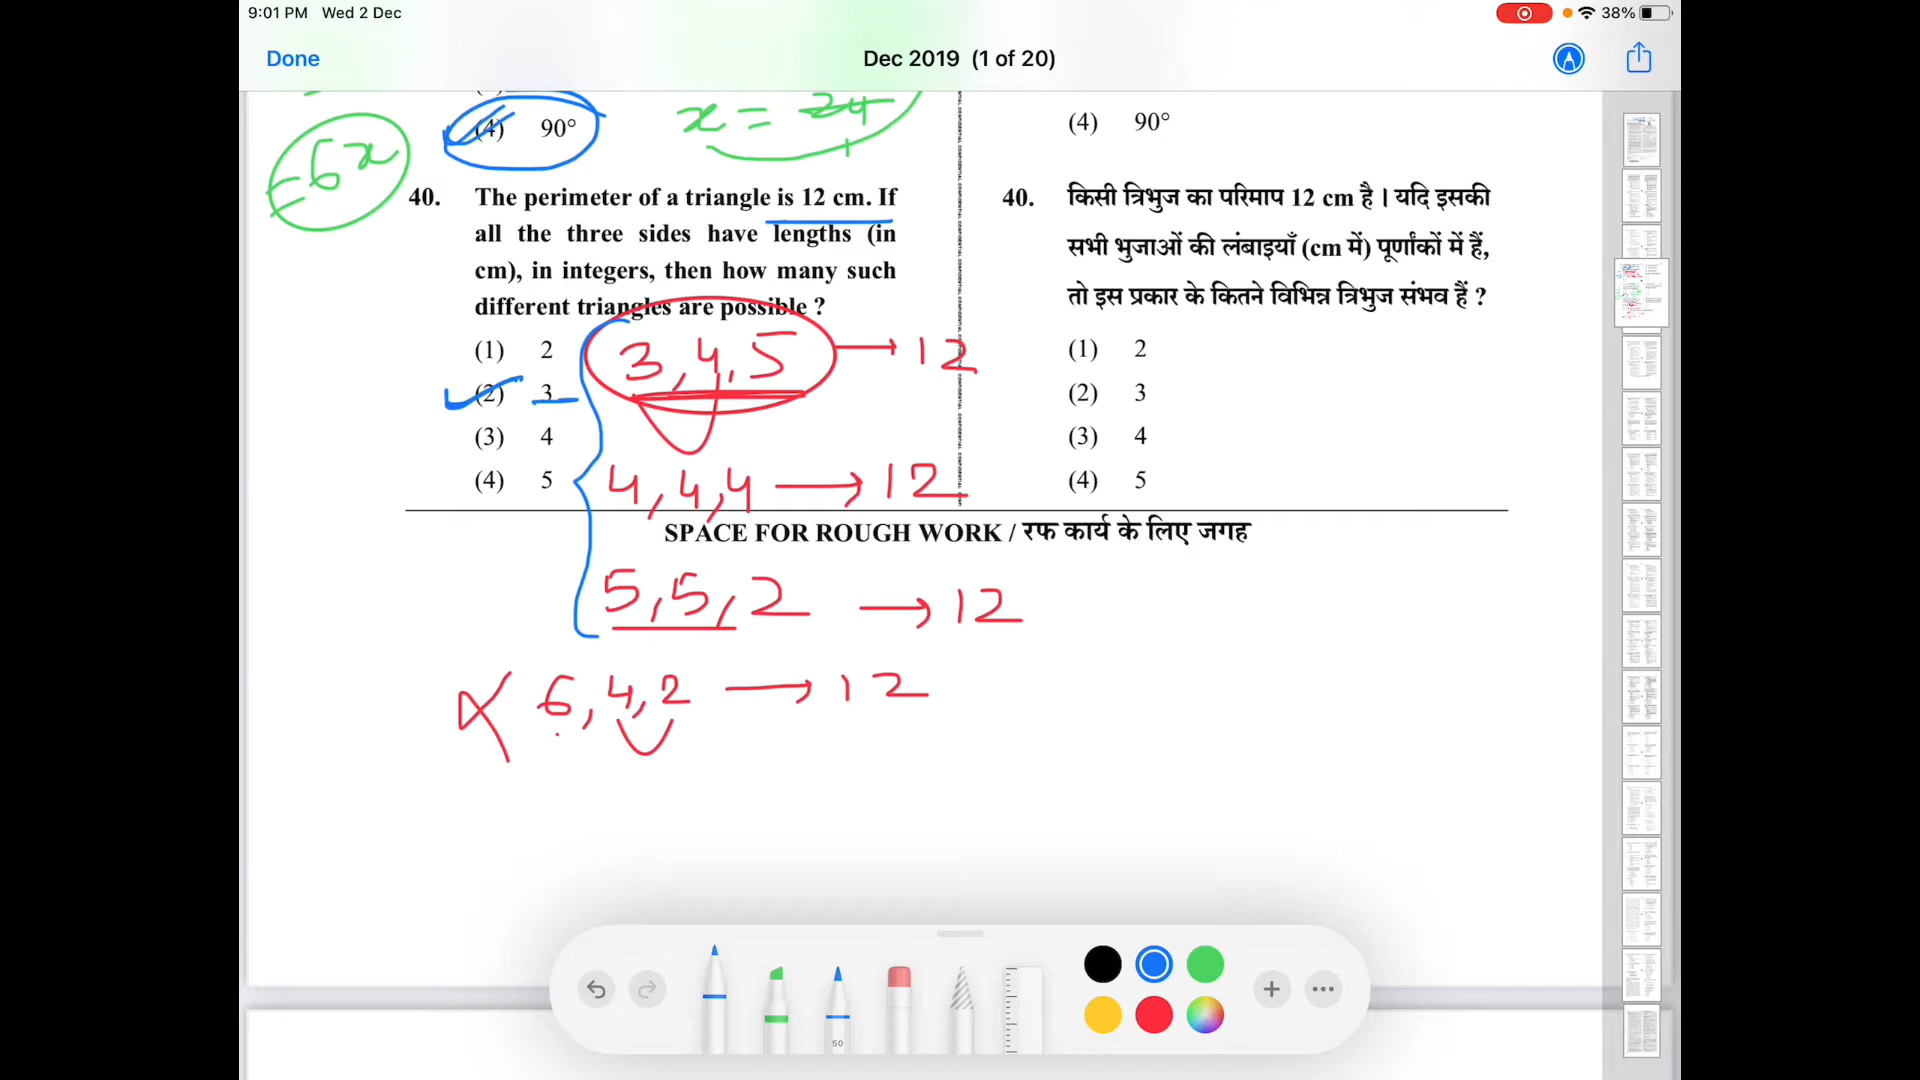 9:01 PM Wed 2 Dec
38%
Done
Dec 2019 (1 of 20)
(4) 90°
x = 24
= 6x
40. The perimeter of a triangle is 12 cm. If
all the three sides have lengths (in
cm), in integers, then how many such
different triangles are possible ?
(1) 2
(2) 3
(3) 4
(4) 5
3, 4, 5 → 12
4, 4, 4 → 12
(4) 90°
40. किसी त्रिभुज का परिमाप 12 cm है । यदि इसकी
सभी भुजाओं की लंबाइयाँ (cm में) पूर्णांकों में हैं,
तो इस प्रकार के कितने विभिन्न त्रिभुज संभव हैं ?
(1) 2
(2) 3
(3) 4
(4) 5
SPACE FOR ROUGH WORK / रफ कार्य के लिए जगह
5, 5, 2 → 12
6, 4, 2 → 12
50